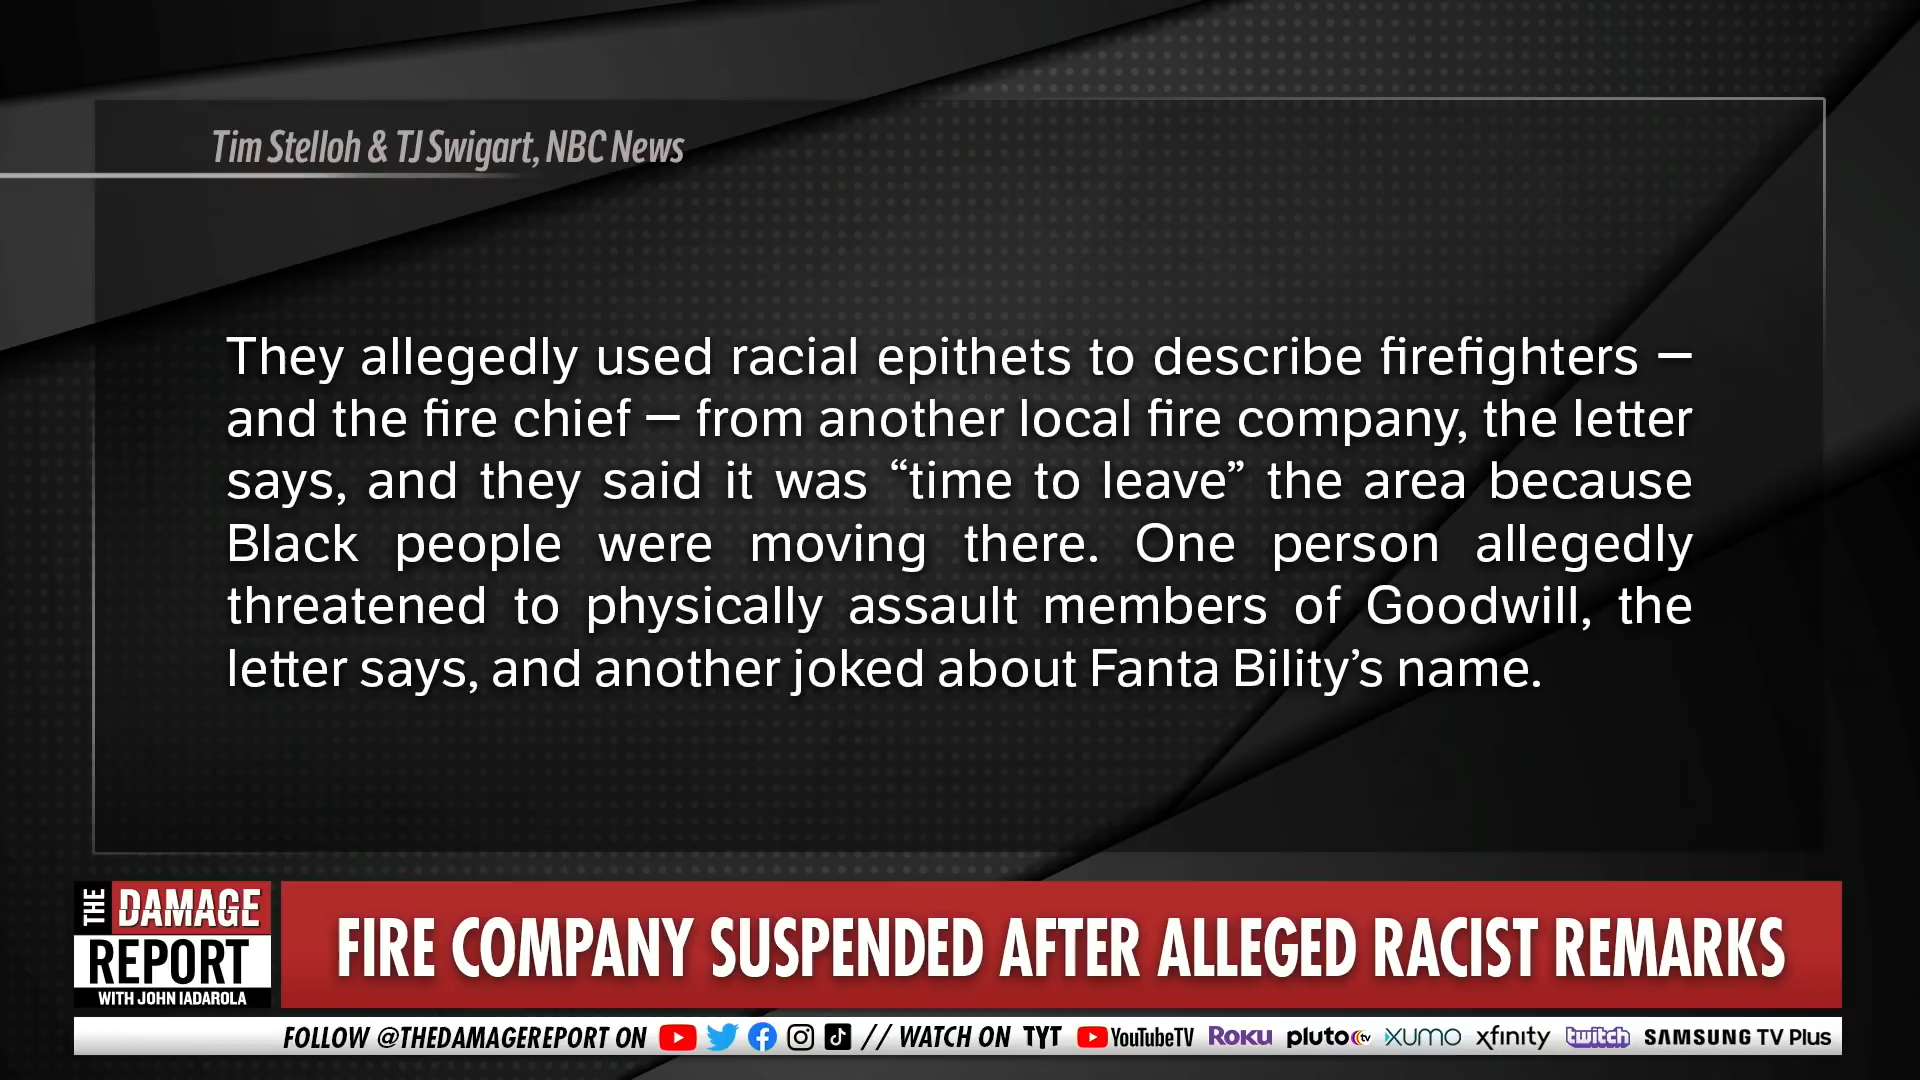 Tim Stelloh & TJ Swigart, NBC News
They allegedly used racial epithets to describe firefighters —
and the fire chief — from another local fire company, the letter
says, and they said it was “time to leave” the area because
Black people were moving there. One person allegedly
threatened to physically assault members of Goodwill, the
letter says, and another joked about Fanta Bility’s name.
THE DAMAGE
REPORT
WITH JOHN IADAROLA
FIRE COMPANY SUSPENDED AFTER ALLEGED RACIST REMARKS
FOLLOW @THEDAMAGEREPORT ON // WATCH ON TYT YouTubeTV ROKU pluto tv XUMO xfinity twitch SAMSUNG TV Plus